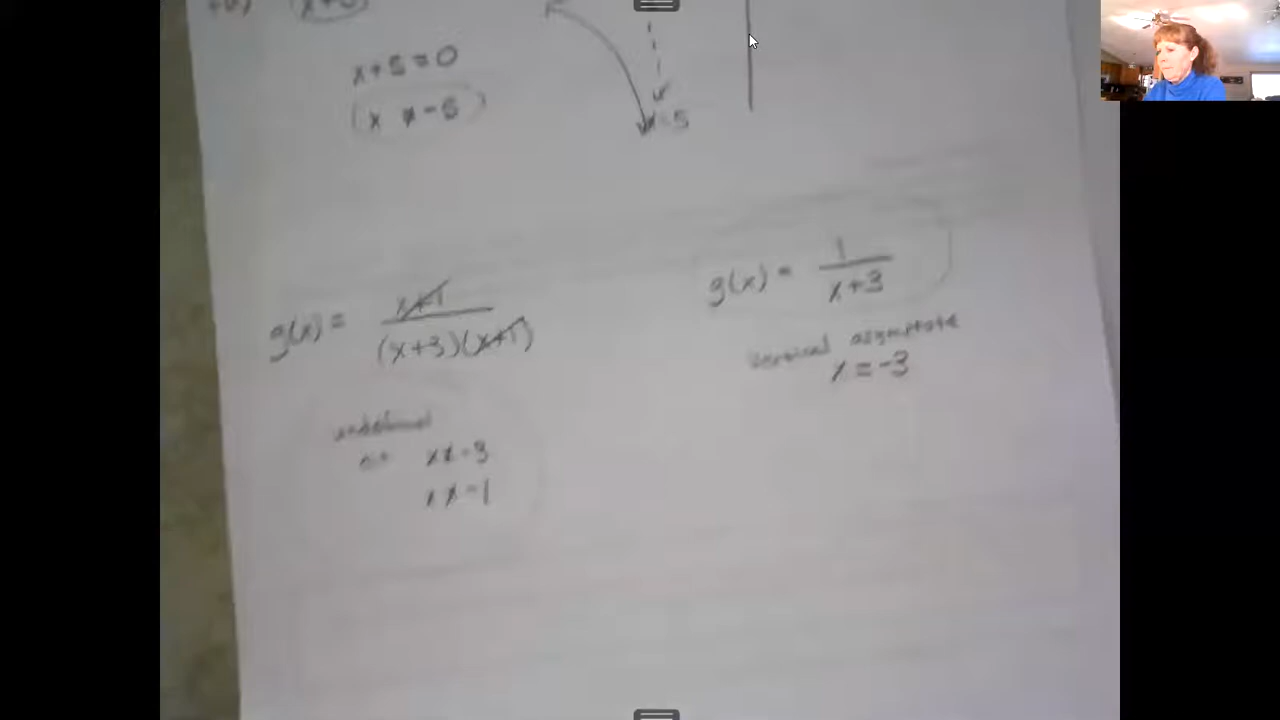 x+5=0
(x ≠ -5)
x=-5
g(x) = x+1 / (x+3)(x+1)
g(x) = 1 / x+3
vertical asymptote
x = -3
undefined
at x≠-3
x≠-1